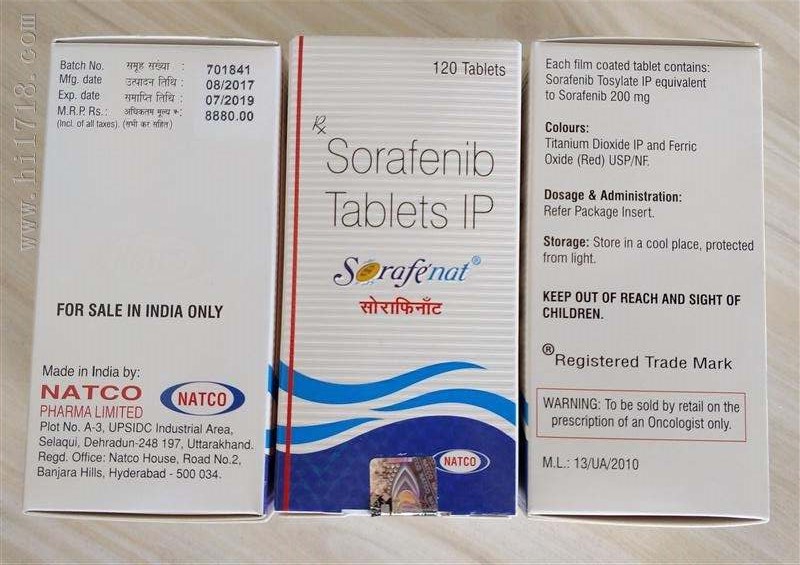 www.hi1718.com
Batch No. समूह संख्या : 701841
Mfg. date उत्पादन तिथि : 08/2017
Exp. date समाप्ति तिथि : 07/2019
M.R.P. Rs.: अधिकतम मूल्य रू: 8880.00
(Incl. of all taxes). (सभी कर सहित)
FOR SALE IN INDIA ONLY
Made in India by:
NATCO
PHARMA LIMITED
NATCO
Plot No. A-3, UPSIDC Industrial Area,
Selaqui, Dehradun-248 197, Uttarakhand.
Regd. Office: Natco House, Road No.2,
Banjara Hills, Hyderabad - 500 034.
120 Tablets
Rx
Sorafenib
Tablets IP
Sorafenat®
सोराफिनॉट
NATCO
Each film coated tablet contains:
Sorafenib Tosylate IP equivalent
to Sorafenib 200 mg
Colours:
Titanium Dioxide IP and Ferric
Oxide (Red) USP/NF.
Dosage & Administration:
Refer Package Insert.
Storage: Store in a cool place, protected
from light.
KEEP OUT OF REACH AND SIGHT OF
CHILDREN.
® Registered Trade Mark
WARNING: To be sold by retail on the
prescription of an Oncologist only.
M.L.: 13/UA/2010